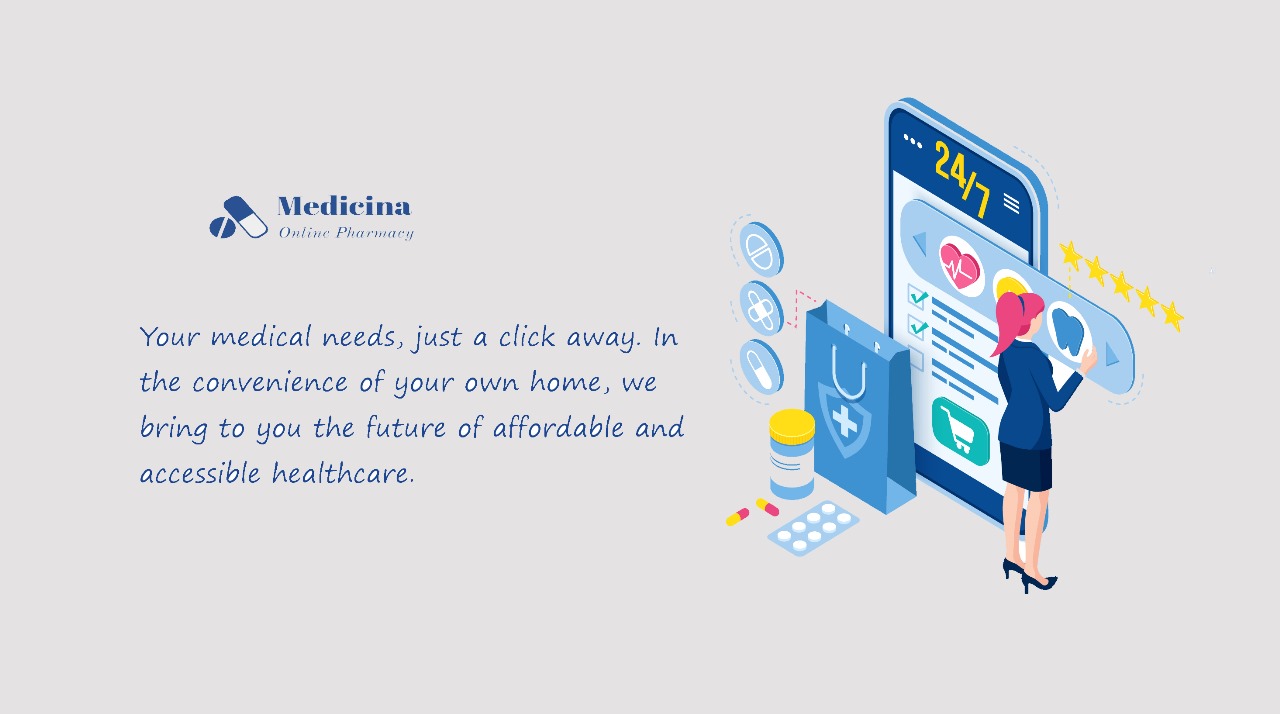 Medicina
Online Pharmacy
Your medical needs, just a click away. In
the convenience of your own home, we
bring to you the future of affordable and
accessible healthcare.
24/7